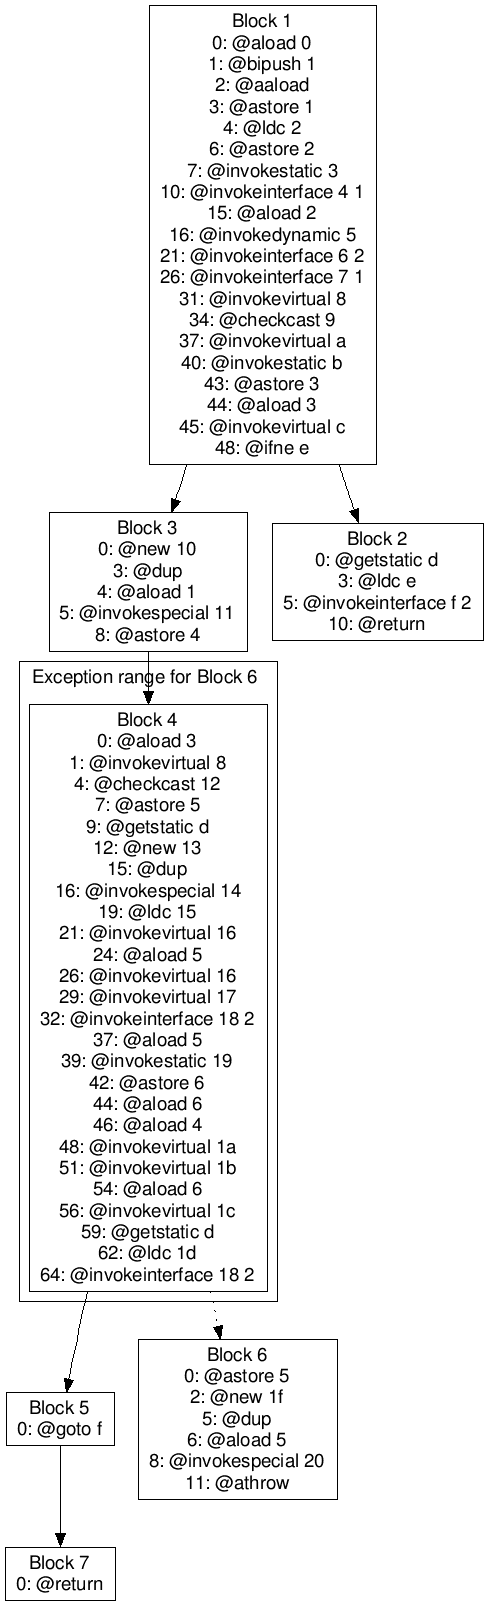 Block 1
0: @aload 0
1: @bipush 1
2: @aaload
3: @astore 1
4: @ldc 2
6: @astore 2
7: @invokestatic 3
10: @invokeinterface 4 1
15: @aload 2
16: @invokedynamic 5
21: @invokeinterface 6 2
26: @invokeinterface 7 1
31: @invokevirtual 8
34: @checkcast 9
37: @invokevirtual a
40: @invokestatic b
43: @astore 3
44: @aload 3
45: @invokevirtual c
48: @ifne e
Block 3
0: @new 10
3: @dup
4: @aload 1
5: @invokespecial 11
8: @astore 4
Block 2
0: @getstatic d
3: @ldc e
5: @invokeinterface f 2
10: @return
Exception range for Block 6
Block 4
0: @aload 3
1: @invokevirtual 8
4: @checkcast 12
7: @astore 5
9: @getstatic d
12: @new 13
15: @dup
16: @invokespecial 14
19: @ldc 15
21: @invokevirtual 16
24: @aload 5
26: @invokevirtual 16
29: @invokevirtual 17
32: @invokeinterface 18 2
37: @aload 5
39: @invokestatic 19
42: @astore 6
44: @aload 6
46: @aload 4
48: @invokevirtual 1a
51: @invokevirtual 1b
54: @aload 6
56: @invokevirtual 1c
59: @getstatic d
62: @ldc 1d
64: @invokeinterface 18 2
Block 6
0: @astore 5
2: @new 1f
5: @dup
6: @aload 5
8: @invokespecial 20
11: @athrow
Block 5
0: @goto f
Block 7
0: @return